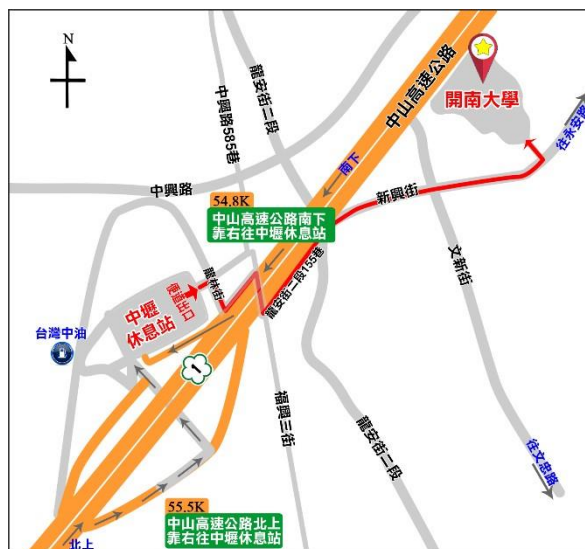 N
龍安街二段
中興路585巷
中山高速公路
開南大學
往永安路
南下
中興路
新興街
54.8K
中山高速公路南下
靠右往中壢休息站
文新街
龍林街
便道出口
中壢
休息站
龍安街二段155巷
台灣中油
1
福興三街
龍安街二段
往文忠路
55.5K
中山高速公路北上
靠右往中壢休息站
北上